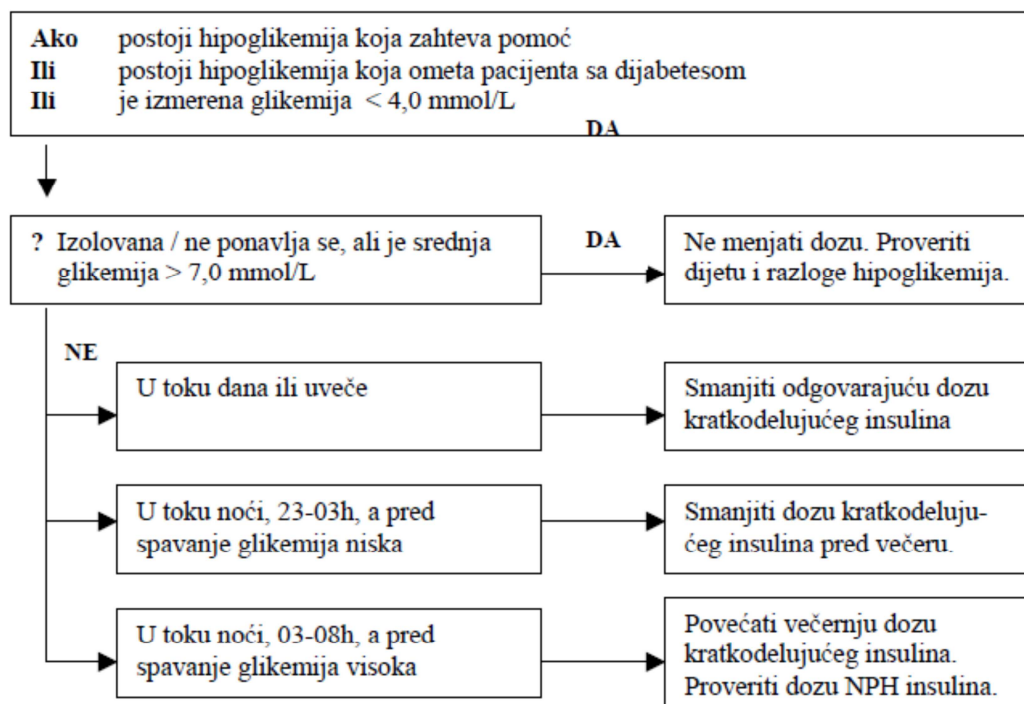 Ako postoji hipoglikemija koja zahteva pomoć
Ili postoji hipoglikemija koja ometa pacijenta sa dijabetesom
Ili je izmerena glikemija < 4,0 mmol/L
DA
? Izolovana / ne ponavlja se, ali je srednja
glikemija > 7,0 mmol/L
DA
Ne menjati dozu. Proveriti
dijetu i razloge hipoglikemija.
NE
U toku dana ili uveče
Smanjiti odgovarajuću dozu
kratkodelujućeg insulina
U toku noći, 23-03h, a pred
spavanje glikemija niska
Smanjiti dozu kratkodeluju-
ćeg insulina pred večeru.
U toku noći, 03-08h, a pred
spavanje glikemija visoka
Povećati večernju dozu
kratkodelujućeg insulina.
Proveriti dozu NPH insulina.